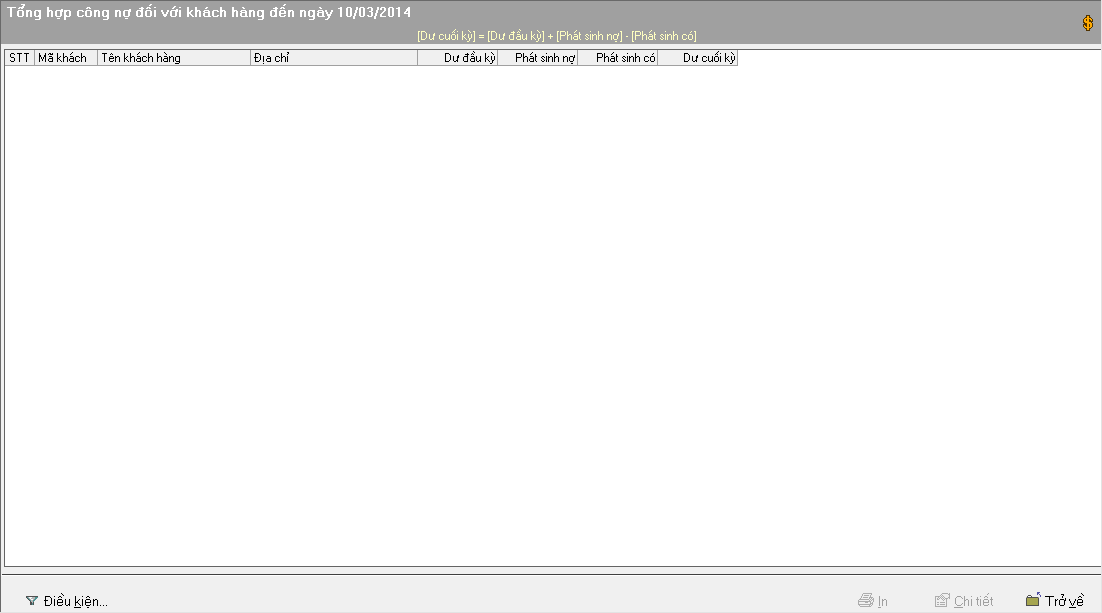 Tổng hợp công nợ đối với khách hàng đến ngày 10/03/2014
[Dư cuối kỳ] = [Dư đầu kỳ] + [Phát sinh nợ] - [Phát sinh có]
STT Mã khách Tên khách hàng Địa chỉ Dư đầu kỳ Phát sinh nợ Phát sinh có Dư cuối kỳ
Điều kiện... In Chi tiết Trở về